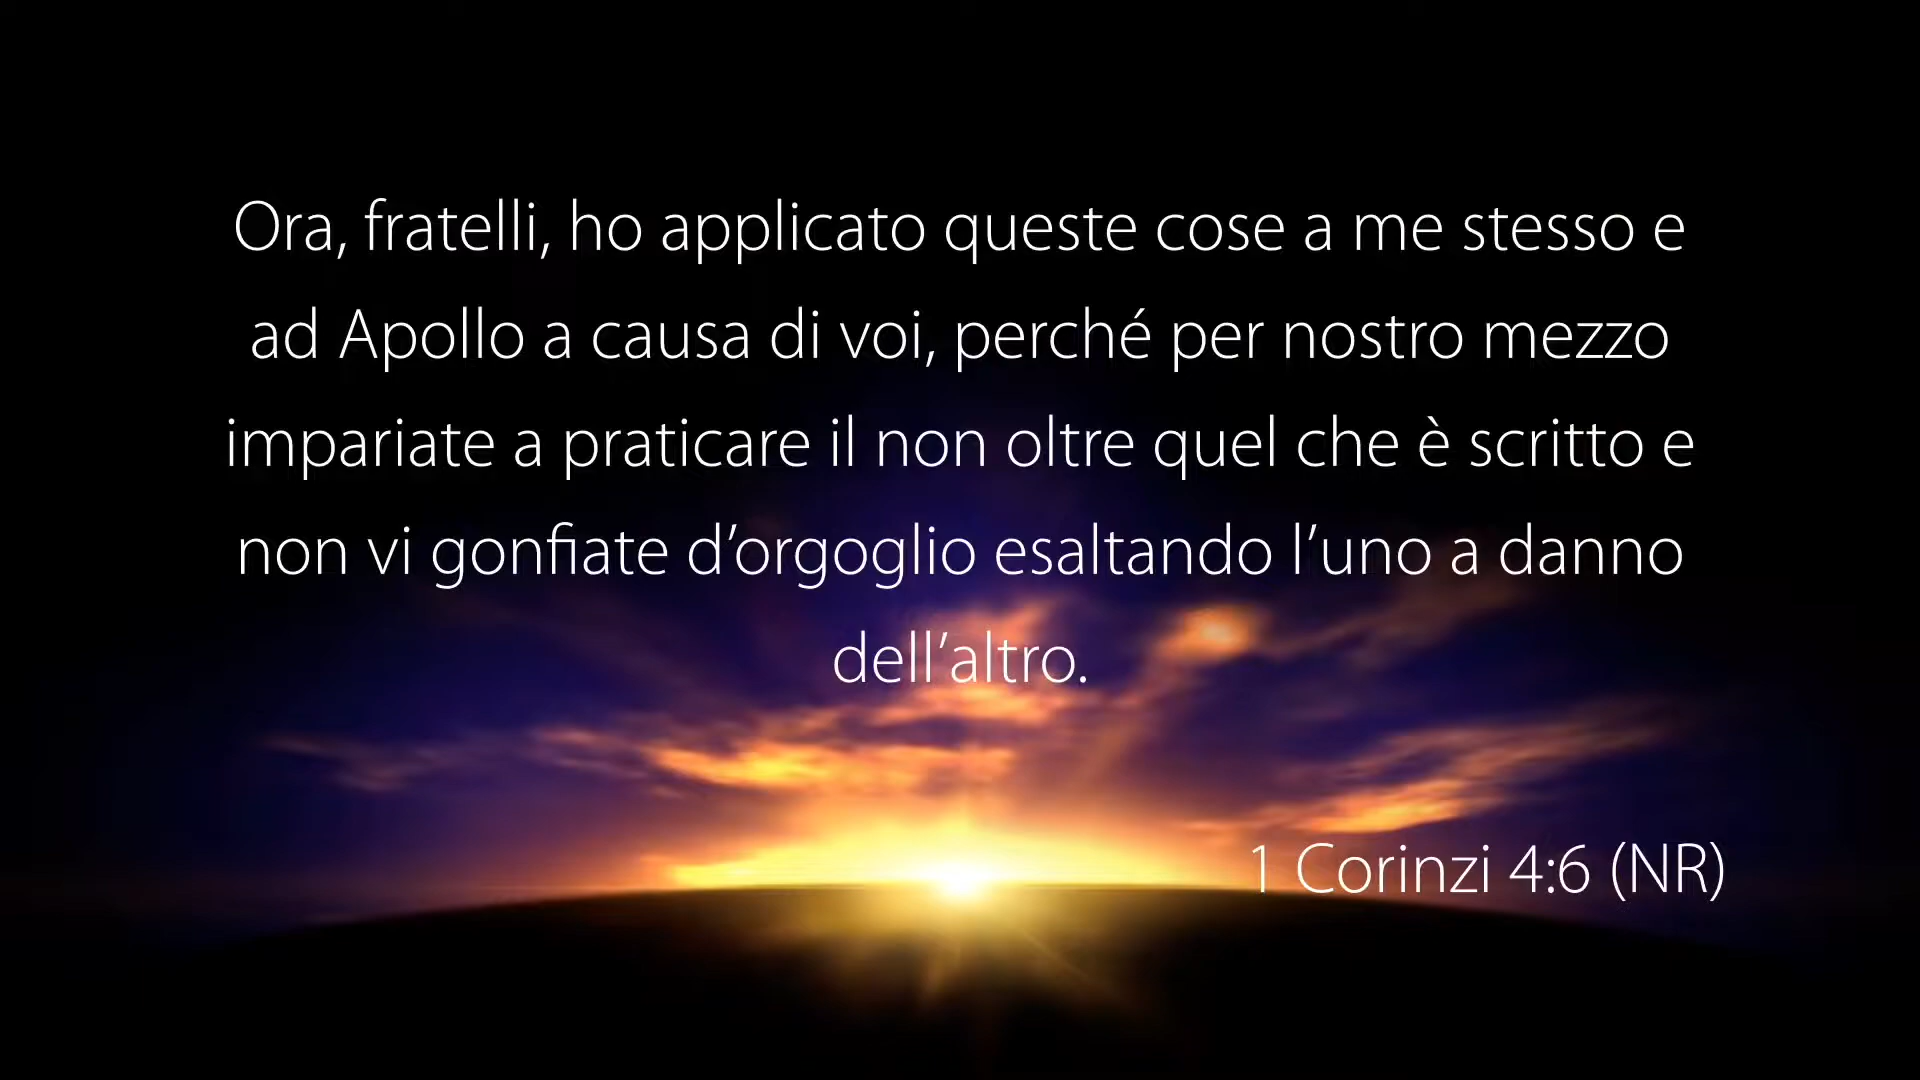 Ora, fratelli, ho applicato queste cose a me stesso e
ad Apollo a causa di voi, perché per nostro mezzo
impariate a praticare il non oltre quel che è scritto e
non vi gonfiate d’orgoglio esaltando l’uno a danno
dell’altro.
1 Corinzi 4:6 (NR)